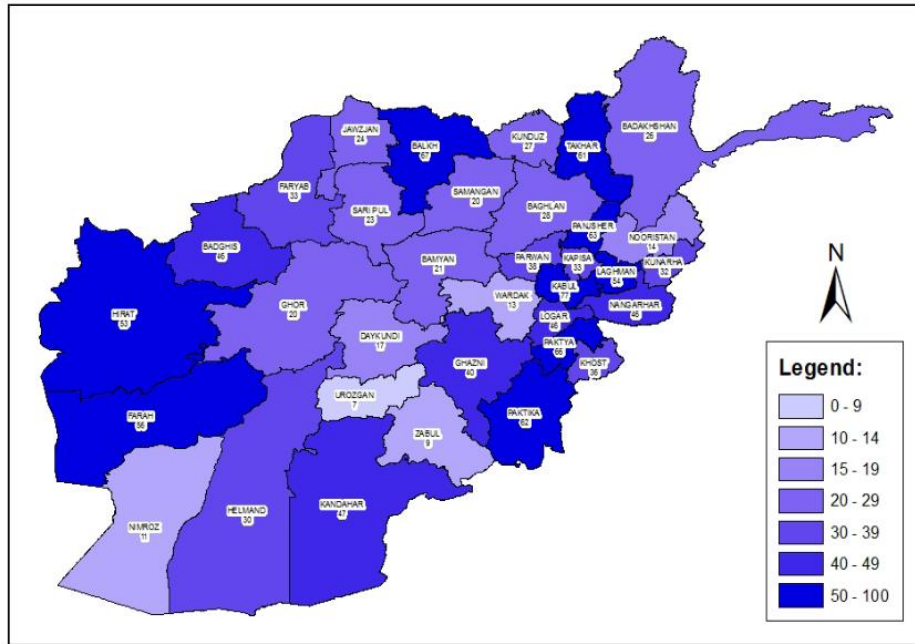 JAWZJAN
24
BALKH
67
KUNDUZ
27
TAKHAR
61
BADAKHSHAN
26
FARYAB
33
SARI PUL
23
SAMANGAN
20
BAGHLAN
28
PANJSHER
63
NOORISTAN
14
BADGHIS
46
BAMYAN
21
PARWAN
38
KAPISA
33
LAGHMAN
54
KUNARHA
32
HIRAT
53
GHOR
20
WARDAK
13
KABUL
77
NANGARHAR
46
DAYKUNDI
17
LOGAR
46
GHAZNI
40
PAKTYA
66
KHOST
36
UROZGAN
7
FARAH
56
ZABUL
9
PAKTIKA
62
NIMROZ
11
HELMAND
30
KANDAHAR
47
N
Legend:
0 - 9
10 - 14
15 - 19
20 - 29
30 - 39
40 - 49
50 - 100